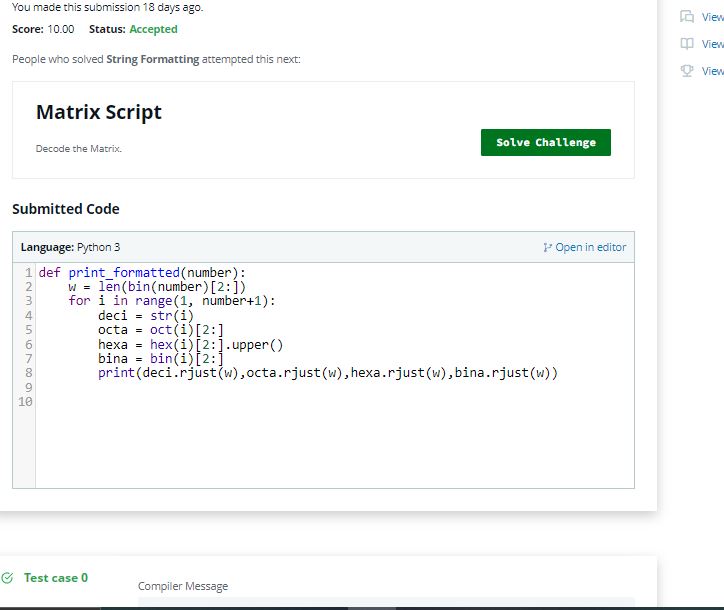 You made this submission 18 days ago.
Score: 10.00 Status: Accepted
People who solved String Formatting attempted this next:
Matrix Script
Decode the Matrix.
Solve Challenge
Submitted Code
Language: Python 3
Open in editor
1 def print_formatted(number):
2     w = len(bin(number)[2:])
3     for i in range(1, number+1):
4         deci = str(i)
5         octa = oct(i)[2:]
6         hexa = hex(i)[2:].upper()
7         bina = bin(i)[2:]
8         print(deci.rjust(w),octa.rjust(w),hexa.rjust(w),bina.rjust(w))
9
10
Test case 0
Compiler Message
View
View
View